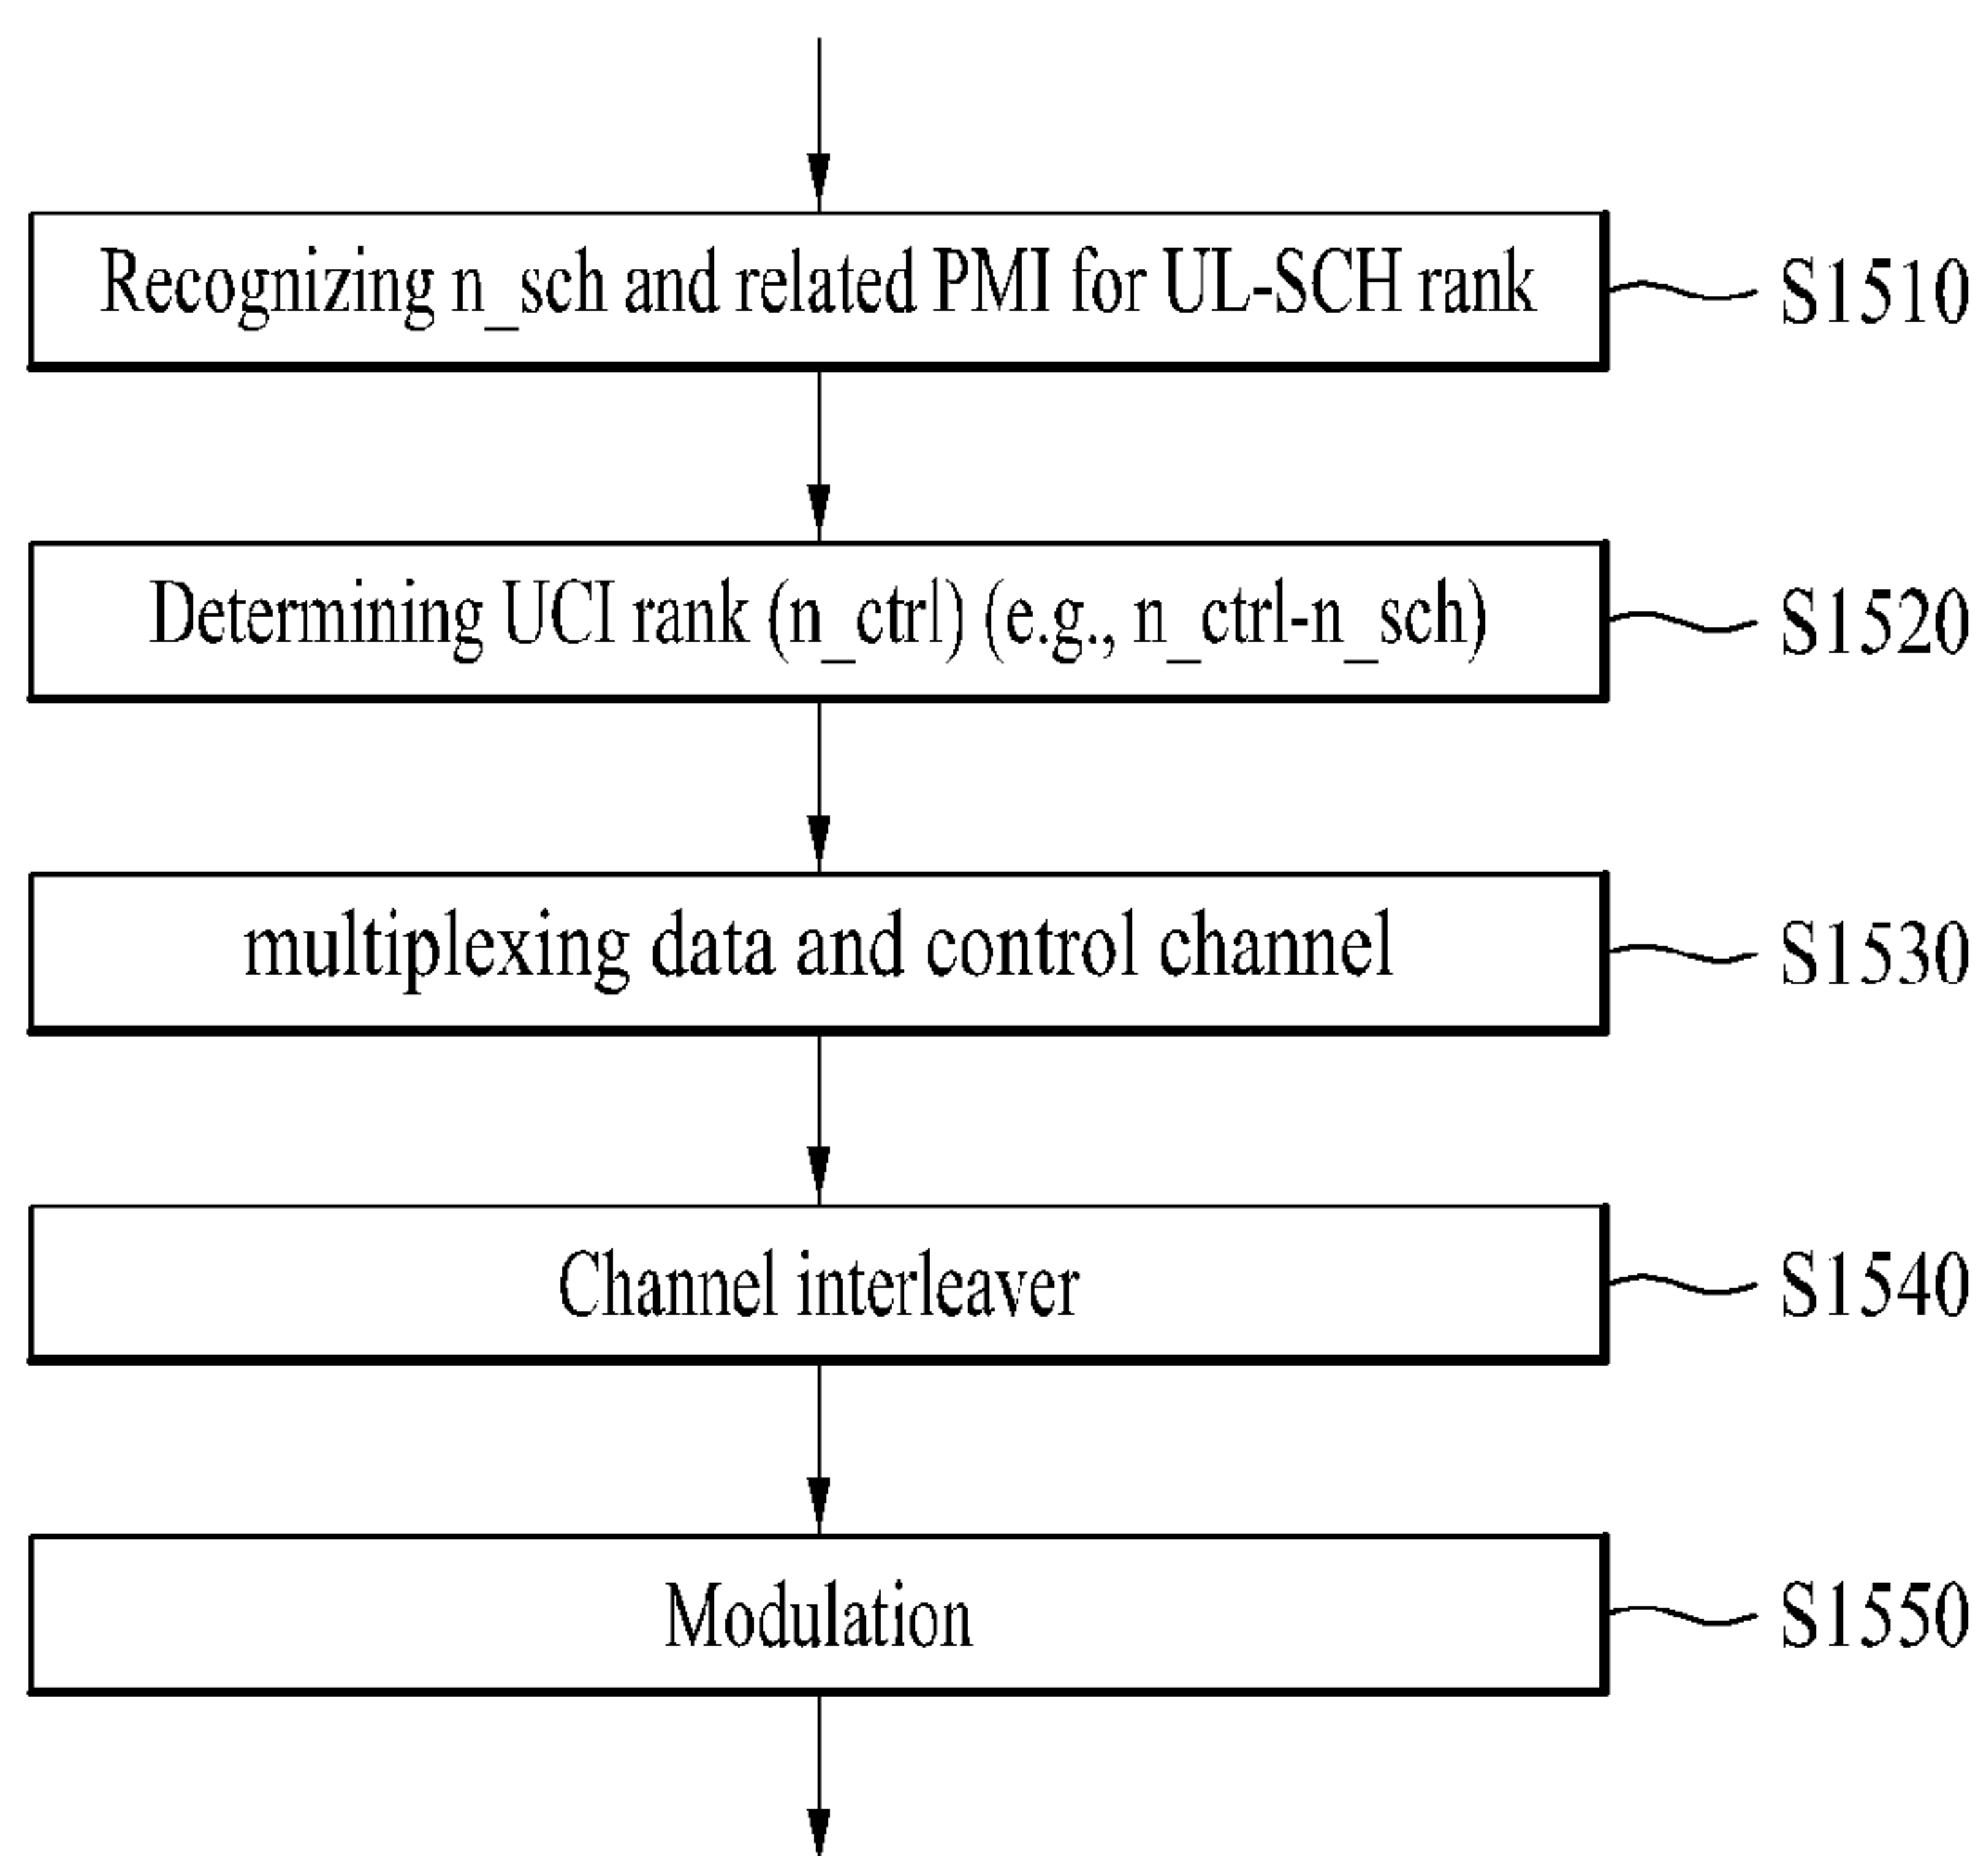 Recognizing n_sch and related PMI for UL-SCH rank S1510
Determining UCI rank (n_ctrl) (e.g., n_ctrl-n_sch) S1520
multiplexing data and control channel S1530
Channel interleaver S1540
Modulation S1550